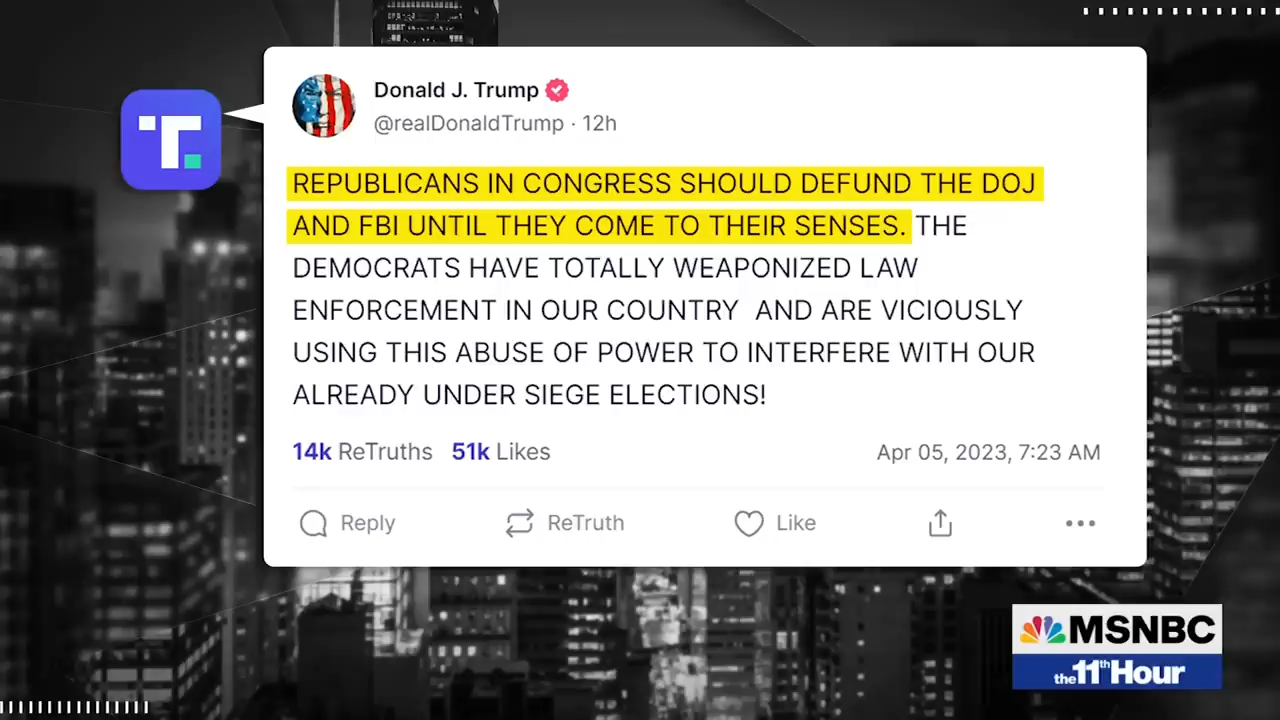 Donald J. Trump
@realDonaldTrump · 12h
REPUBLICANS IN CONGRESS SHOULD DEFUND THE DOJ
AND FBI UNTIL THEY COME TO THEIR SENSES. THE
DEMOCRATS HAVE TOTALLY WEAPONIZED LAW
ENFORCEMENT IN OUR COUNTRY  AND ARE VICIOUSLY
USING THIS ABUSE OF POWER TO INTERFERE WITH OUR
ALREADY UNDER SIEGE ELECTIONS!
14k ReTruths 51k Likes Apr 05, 2023, 7:23 AM
Reply ReTruth Like
MSNBC
the 11th Hour